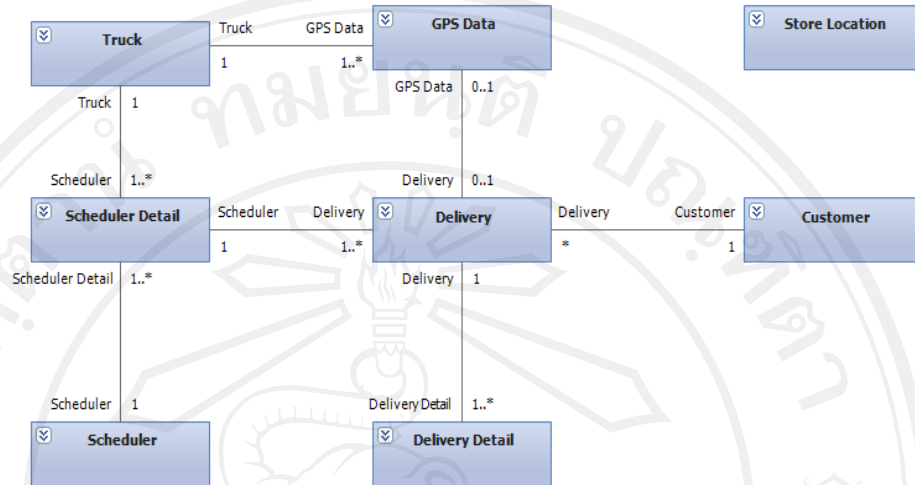 Truck
Truck
GPS Data
1
1..*
GPS Data
Store Location
Truck
1
GPS Data
0..1
Scheduler
1..*
Delivery
0..1
Scheduler Detail
Scheduler
Delivery
1
1..*
Delivery
Delivery
Customer
*
1
Customer
Scheduler Detail
1..*
Delivery
1
Scheduler
1
Delivery Detail
1..*
Scheduler
Delivery Detail